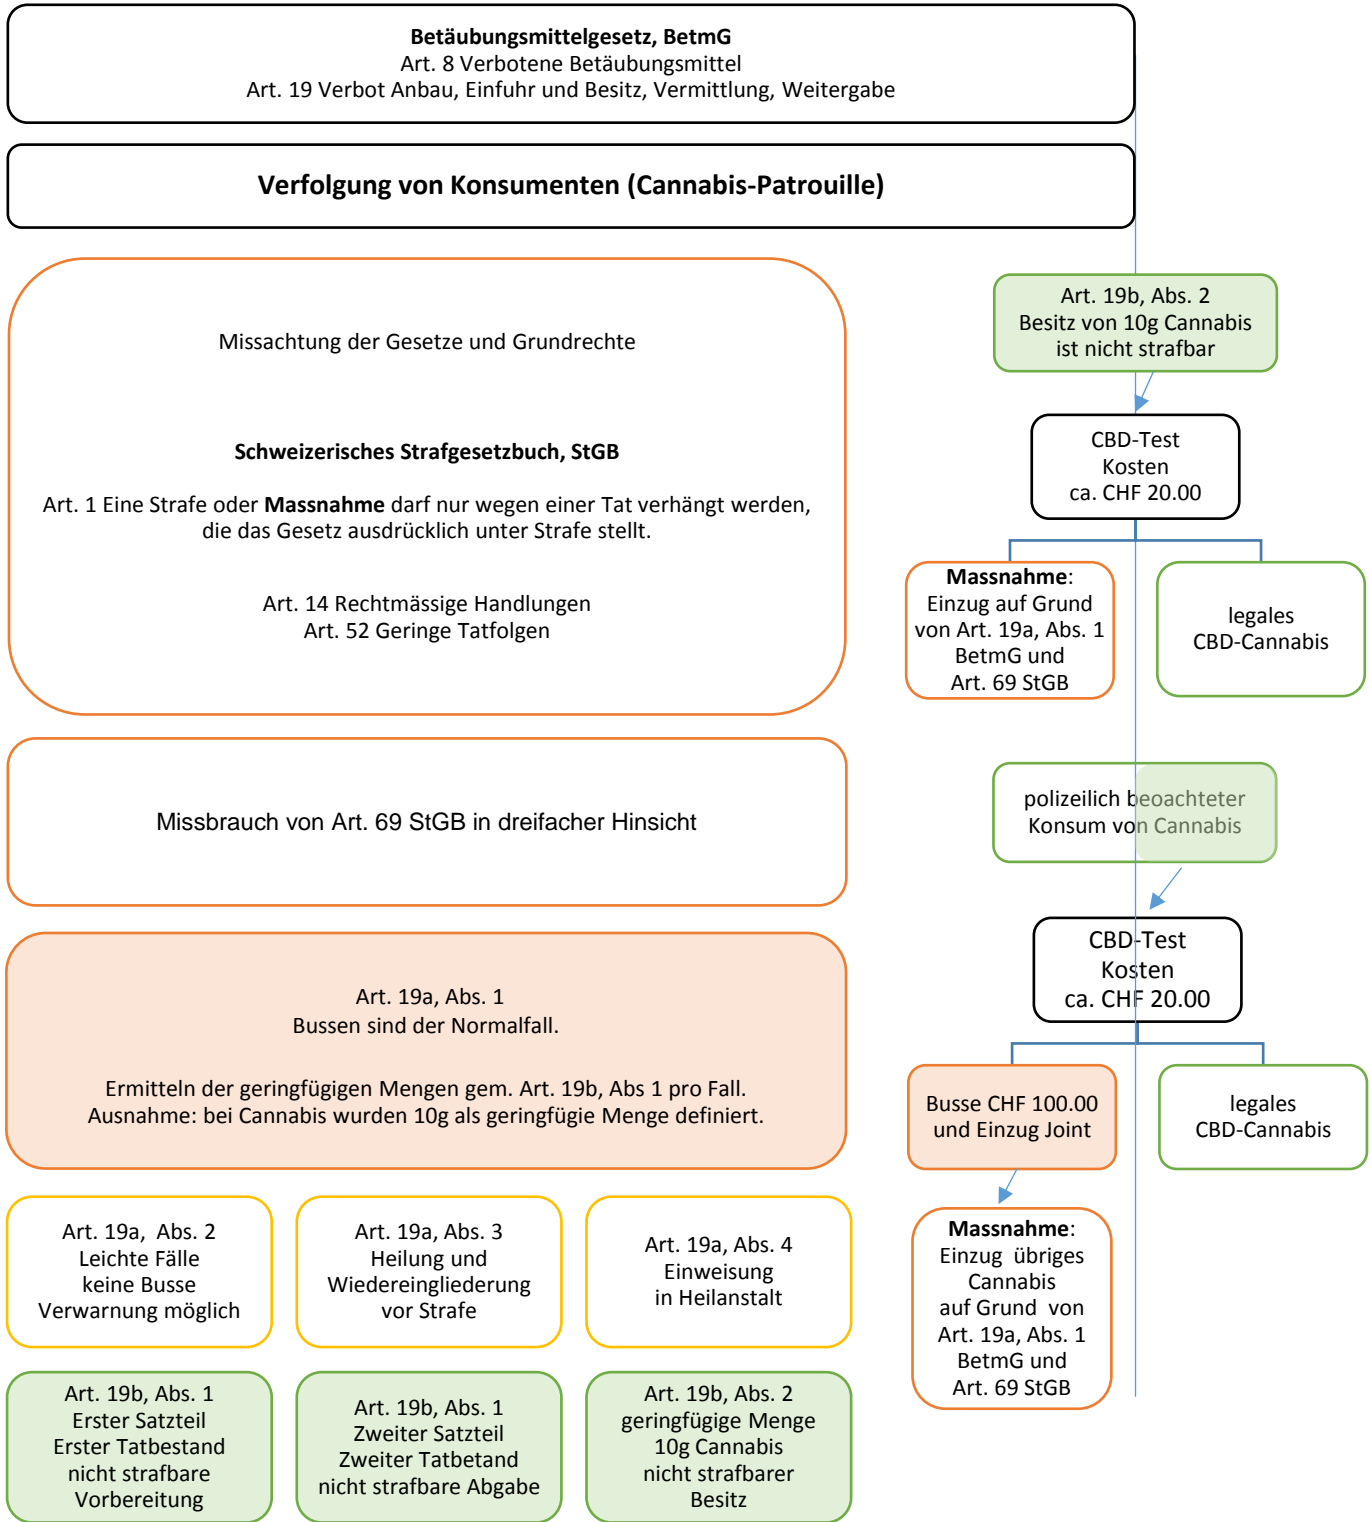 Betäubungsmittelgesetz, BetmG
Art. 8 Verbotene Betäubungsmittel
Art. 19 Verbot Anbau, Einfuhr und Besitz, Vermittlung, Weitergabe
Verfolgung von Konsumenten (Cannabis-Patrouille)
Missachtung der Gesetze und Grundrechte
Schweizerisches Strafgesetzbuch, StGB
Art. 1 Eine Strafe oder Massnahme darf nur wegen einer Tat verhängt werden,
die das Gesetz ausdrücklich unter Strafe stellt.
Art. 14 Rechtmässige Handlungen
Art. 52 Geringe Tatfolgen
Missbrauch von Art. 69 StGB in dreifacher Hinsicht
Art. 19a, Abs. 1
Bussen sind der Normalfall.
Ermitteln der geringfügigen Mengen gem. Art. 19b, Abs 1 pro Fall.
Ausnahme: bei Cannabis wurden 10g als geringfügie Menge definiert.
Art. 19a, Abs. 2
Leichte Fälle
keine Busse
Verwarnung möglich
Art. 19a, Abs. 3
Heilung und
Wiedereingliederung
vor Strafe
Art. 19a, Abs. 4
Einweisung
in Heilanstalt
Art. 19b, Abs. 1
Erster Satzteil
Erster Tatbestand
nicht strafbare
Vorbereitung
Art. 19b, Abs. 1
Zweiter Satzteil
Zweiter Tatbetand
nicht strafbare Abgabe
Art. 19b, Abs. 2
geringfügige Menge
10g Cannabis
nicht strafbarer
Besitz
Art. 19b, Abs. 2
Besitz von 10g Cannabis
ist nicht strafbar
CBD-Test
Kosten
ca. CHF 20.00
Massnahme:
Einzug auf Grund
von Art. 19a, Abs. 1
BetmG und
Art. 69 StGB
legales
CBD-Cannabis
polizeilich beoachteter
Konsum von Cannabis
CBD-Test
Kosten
ca. CHF 20.00
Busse CHF 100.00
und Einzug Joint
legales
CBD-Cannabis
Massnahme:
Einzug übriges
Cannabis
auf Grund von
Art. 19a, Abs. 1
BetmG und
Art. 69 StGB